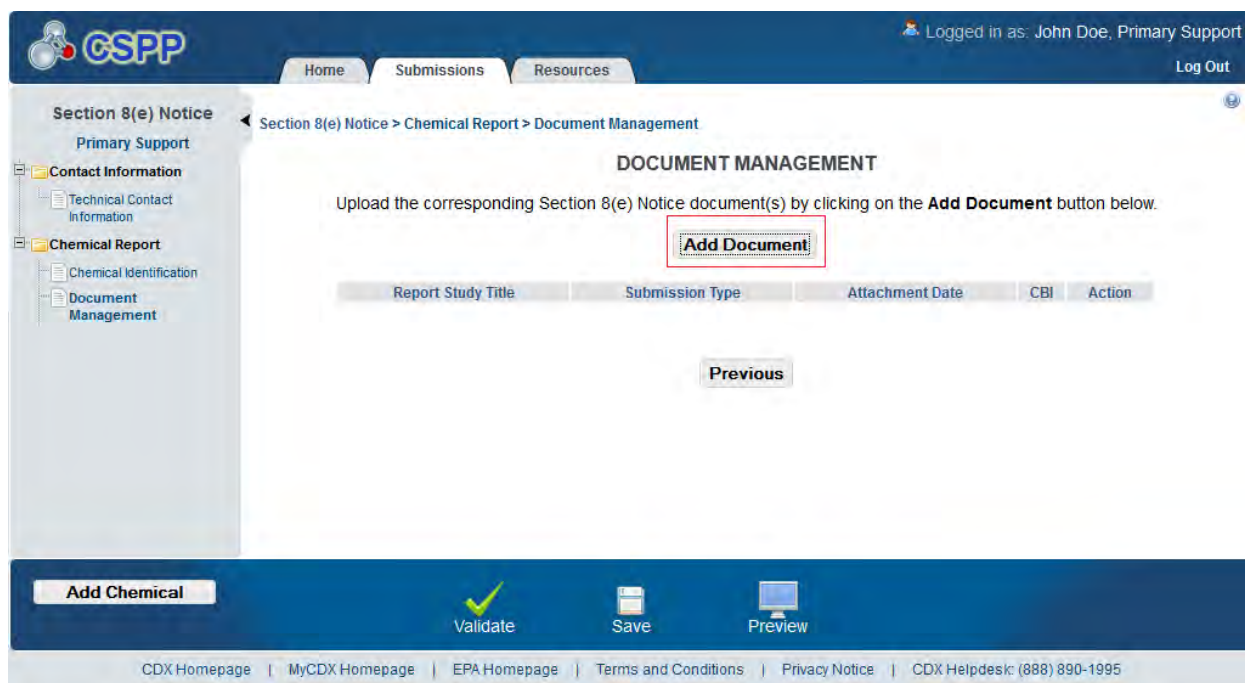 CSPP
Logged in as: John Doe, Primary Support
Log Out
Home Submissions Resources
Section 8(e) Notice
Primary Support
Contact Information
Technical Contact
Information
Chemical Report
Chemical Identification
Document
Management
Section 8(e) Notice > Chemical Report > Document Management
DOCUMENT MANAGEMENT
Upload the corresponding Section 8(e) Notice document(s) by clicking on the Add Document button below.
Add Document
Report Study Title Submission Type Attachment Date CBI Action
Previous
Add Chemical
Validate Save Preview
CDX Homepage | MyCDX Homepage | EPA Homepage | Terms and Conditions | Privacy Notice | CDX Helpdesk: (888) 890-1995